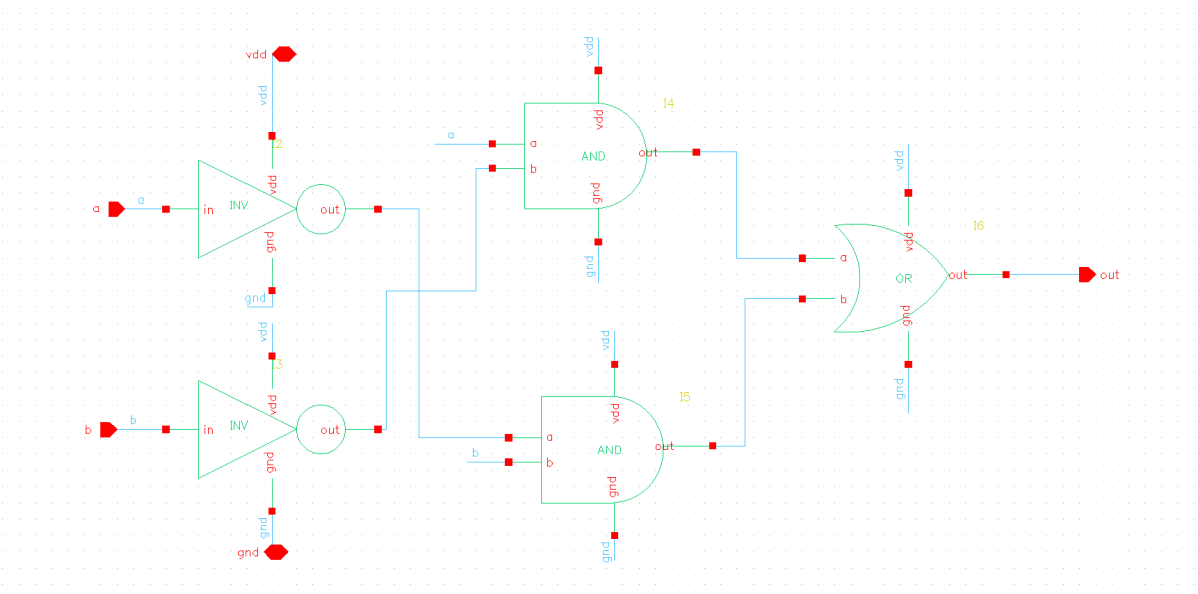 vdd
vdd
I2
vdd
INV
a
a
in
out
gnd
gnd
vdd
I3
vdd
INV
b
b
in
out
gnd
gnd
gnd
vdd
I4
vdd
a
a
AND
out
b
gnd
gnd
vdd
I5
vdd
a
AND
out
b
b
gnd
gnd
vdd
I6
vdd
a
OR
out
out
b
gnd
gnd